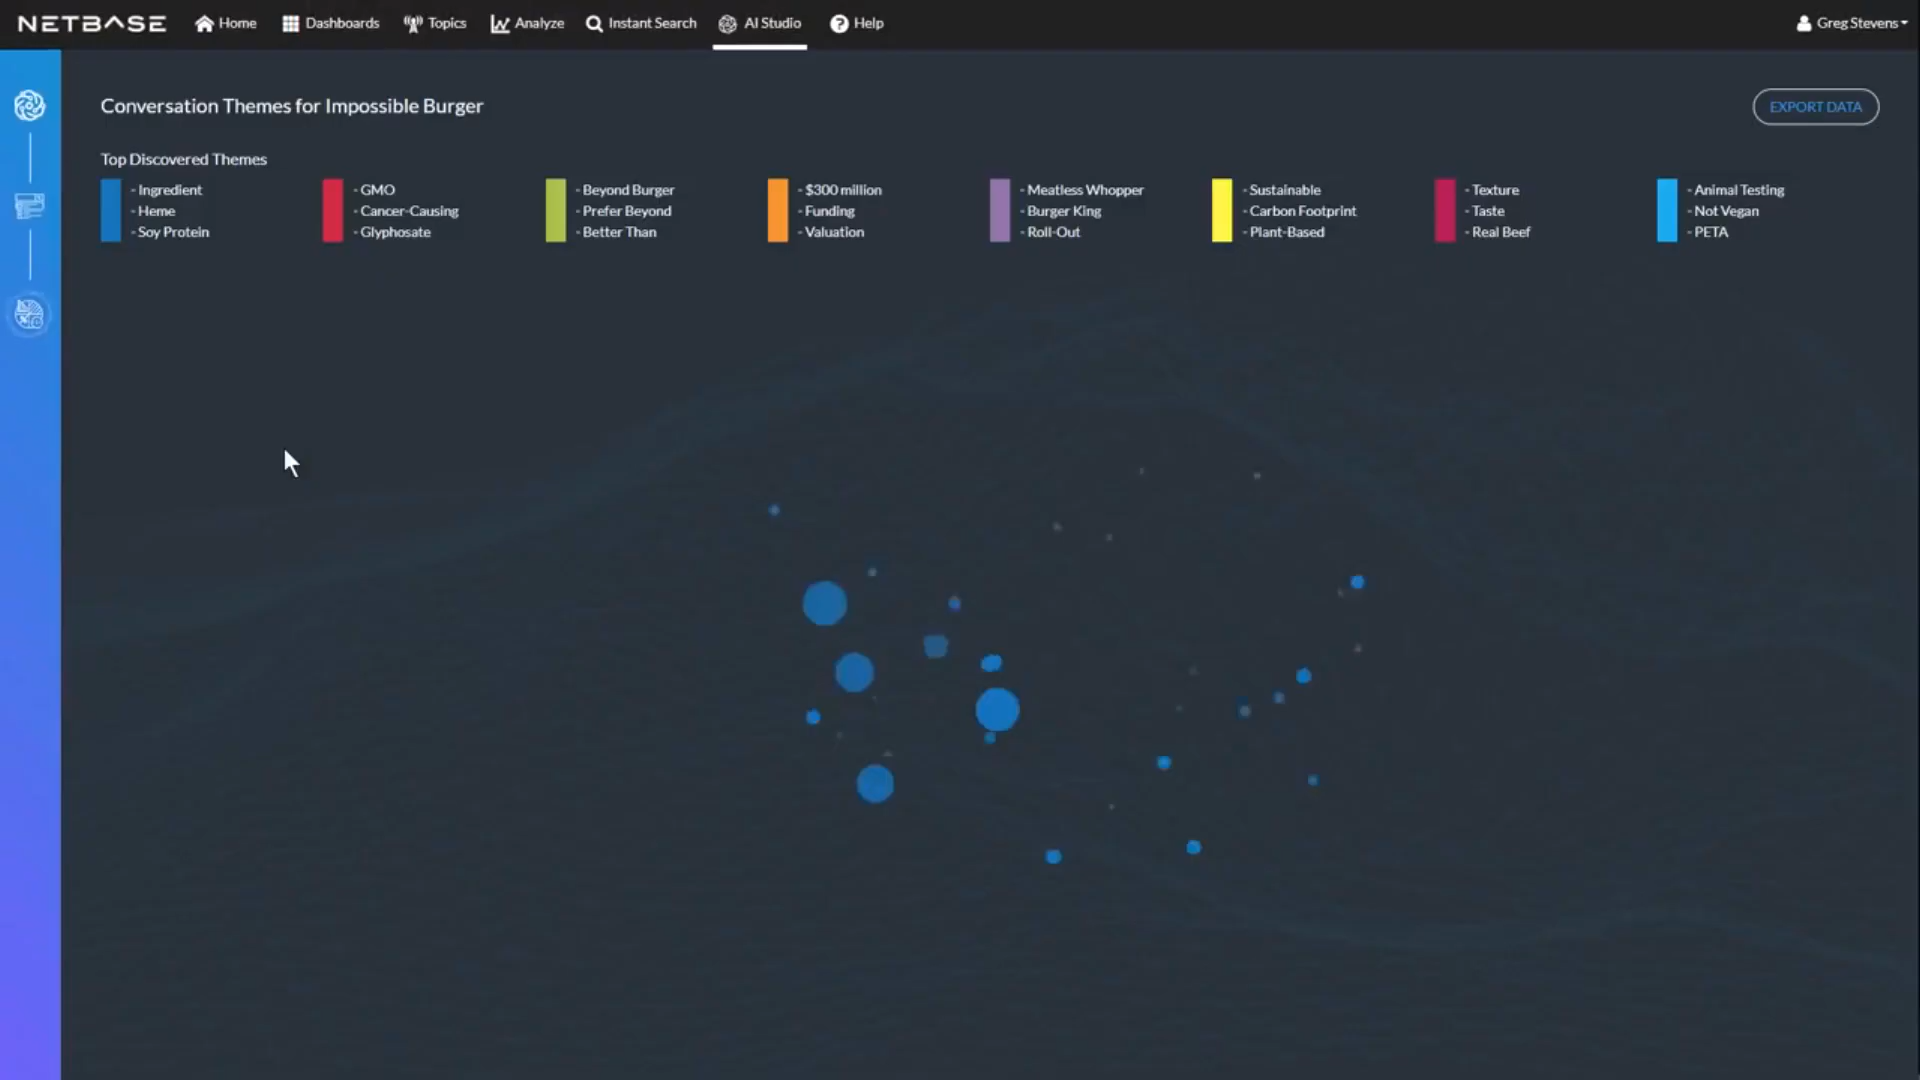 NETBASE Home Dashboards Topics Analyze Instant Search AI Studio Help Greg Stevens
Conversation Themes for Impossible Burger
EXPORT DATA
Top Discovered Themes
- Ingredient
- Heme
- Soy Protein
- GMO
- Cancer-Causing
- Glyphosate
- Beyond Burger
- Prefer Beyond
- Better Than
- $300 million
- Funding
- Valuation
- Meatless Whopper
- Burger King
- Roll-Out
- Sustainable
- Carbon Footprint
- Plant-Based
- Texture
- Taste
- Real Beef
- Animal Testing
- Not Vegan
- PETA